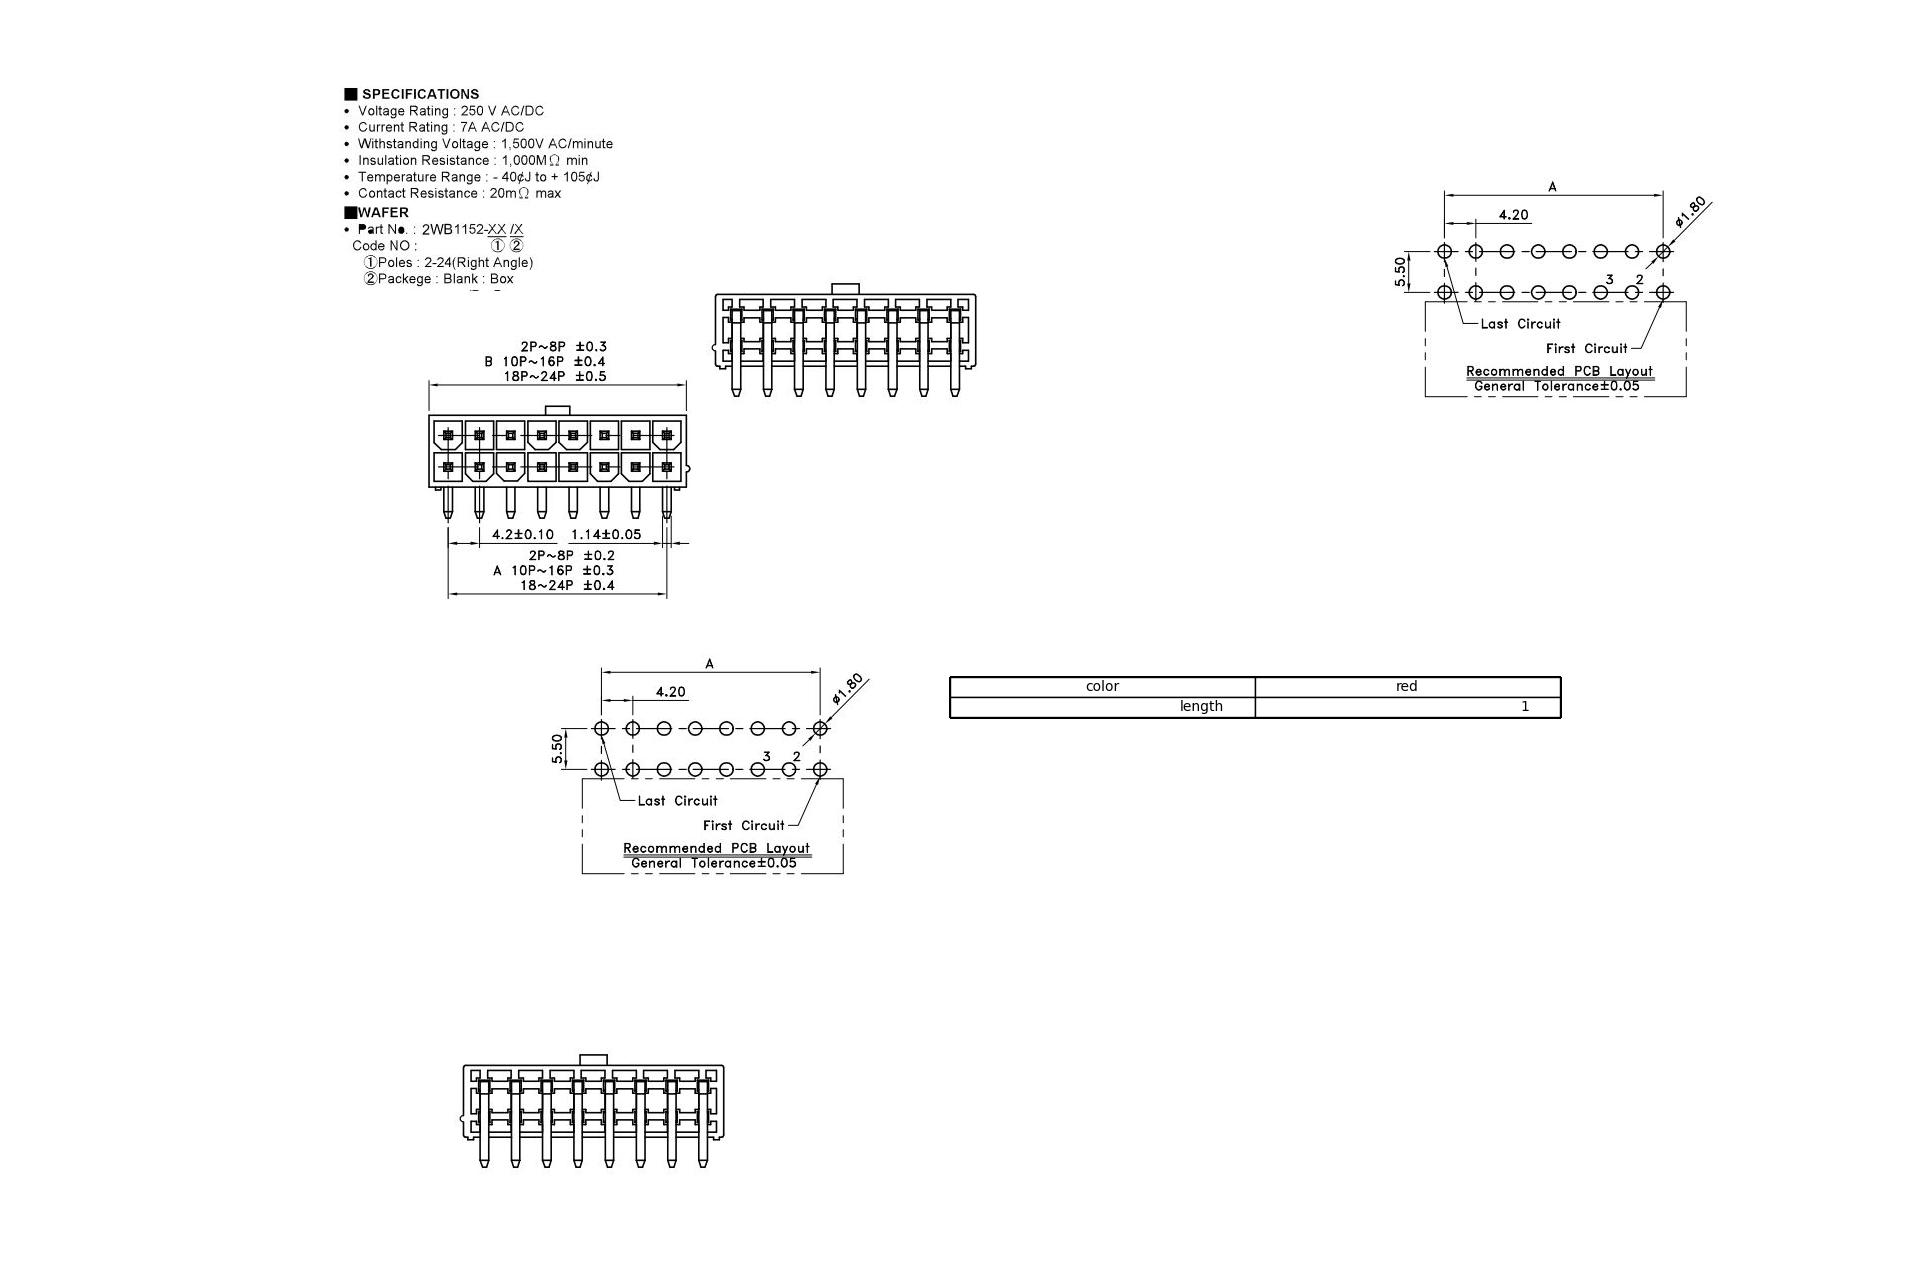 ■ SPECIFICATIONS
• Voltage Rating : 250 V AC/DC
• Current Rating : 7A AC/DC
• Withstanding Voltage : 1,500V AC/minute
• Insulation Resistance : 1,000MΩ min
• Temperature Range : - 40¢J to + 105¢J
• Contact Resistance : 20mΩ max
■WAFER
• Part No. : 2WB1152-XX /X
Code NO : ① ②
①Poles : 2-24(Right Angle)
②Packege : Blank : Box
2P~8P ±0.3
B 10P~16P ±0.4
18P~24P ±0.5
4.2±0.10 1.14±0.05
2P~8P ±0.2
A 10P~16P ±0.3
18~24P ±0.4
A
4.20
ø1.80
5.50
3 2
Last Circuit
First Circuit
Recommended PCB Layout
General Tolerance±0.05
A
4.20
ø1.80
5.50
3 2
Last Circuit
First Circuit
Recommended PCB Layout
General Tolerance±0.05
color red
length 1